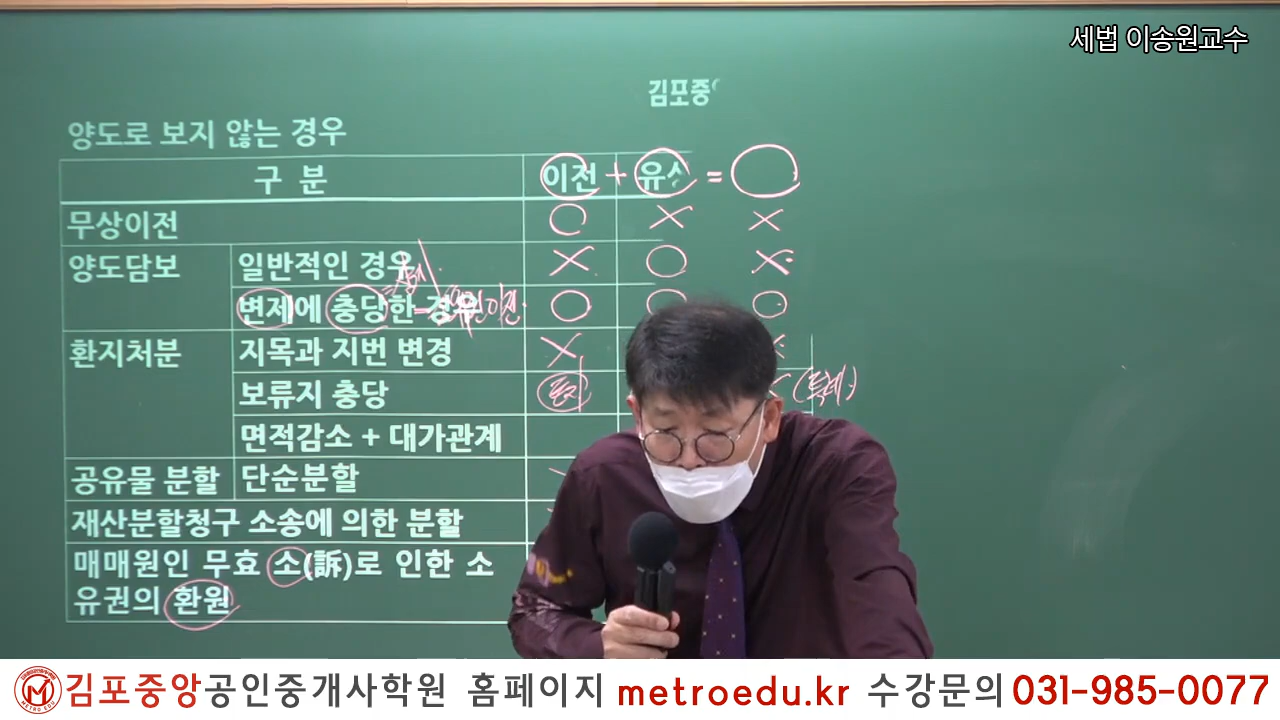 세법 이송원교수
김포중
양도로 보지 않는 경우
구 분 이전 + 유상 =
무상이전 ○ × ×
양도담보 일반적인 경우 × ○ ×
변제에 충당한 경우 ○ ○ ○
환지처분 지목과 지번 변경 ×
보류지 충당 (특례)
면적감소 + 대가관계
공유물 분할 단순분할
재산분할청구 소송에 의한 분할
매매원인 무효 소(訴)로 인한 소
유권의 환원
METRO EDU
김포중앙공인중개사학원 홈페이지 metroedu.kr 수강문의 031-985-0077